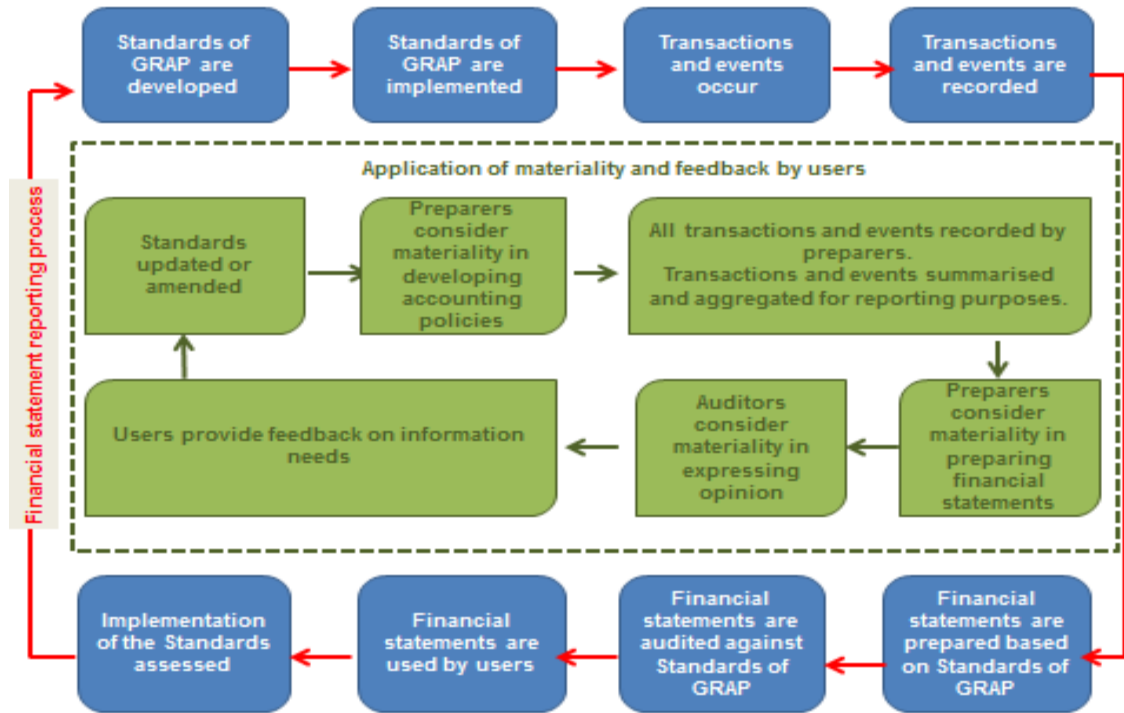 Standards of
GRAP are
developed
Standards of
GRAP are
implemented
Transactions
and events
occur
Transactions
and events are
recorded
Financial statement reporting process
Application of materiality and feedback by users
Standards
updated or
amended
Preparers
consider
materiality in
developing
accounting
policies
All transactions and events recorded by
preparers.
Transactions and events summarised
and aggregated for reporting purposes.
Users provide feedback on information
needs
Auditors
consider
materiality in
expressing
opinion
Preparers
consider
materiality in
preparing
financial
statements
Implementation
of the Standards
assessed
Financial
statements are
used by users
Financial
statements are
audited against
Standards of
GRAP
Financial
statements are
prepared based
on Standards of
GRAP